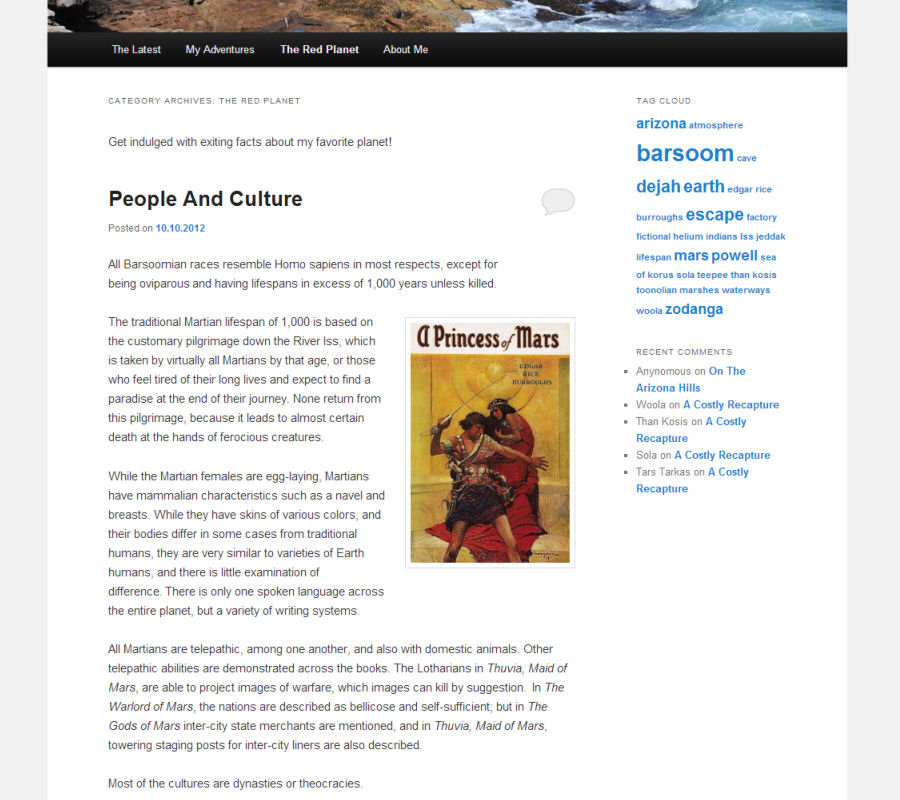 The Latest My Adventures The Red Planet About Me
CATEGORY ARCHIVES: THE RED PLANET
Get indulged with exiting facts about my favorite planet!
People And Culture
Posted on 10.10.2012
All Barsoomian races resemble Homo sapiens in most respects, except for
being oviparous and having lifespans in excess of 1,000 years unless killed.
The traditional Martian lifespan of 1,000 is based on
the customary pilgrimage down the River Iss, which
is taken by virtually all Martians by that age, or those
who feel tired of their long lives and expect to find a
paradise at the end of their journey. None return from
this pilgrimage, because it leads to almost certain
death at the hands of ferocious creatures.
A Princess of Mars
EDGAR
RICE
BURROUGHS
While the Martian females are egg-laying, Martians
have mammalian characteristics such as a navel and
breasts. While they have skins of various colors, and
their bodies differ in some cases from traditional
humans, they are very similar to varieties of Earth
humans, and there is little examination of
difference. There is only one spoken language across
the entire planet, but a variety of writing systems.
All Martians are telepathic, among one another, and also with domestic animals. Other
telepathic abilities are demonstrated across the books. The Lotharians in Thuvia, Maid of
Mars, are able to project images of warfare, which images can kill by suggestion. In The
Warlord of Mars, the nations are described as bellicose and self-sufficient; but in The
Gods of Mars inter-city state merchants are mentioned, and in Thuvia, Maid of Mars,
towering staging posts for inter-city liners are also described.
Most of the cultures are dynasties or theocracies.
TAG CLOUD
arizona atmosphere
barsoom cave
dejah earth edgar rice
burroughs escape factory
fictional helium indians Iss jeddak
lifespan mars powell sea
of korus sola teepee than kosis
toonolian marshes waterways
woola zodanga
RECENT COMMENTS
Anynomous on On The
Arizona Hills
Woola on A Costly Recapture
Than Kosis on A Costly
Recapture
Sola on A Costly Recapture
Tars Tarkas on A Costly
Recapture